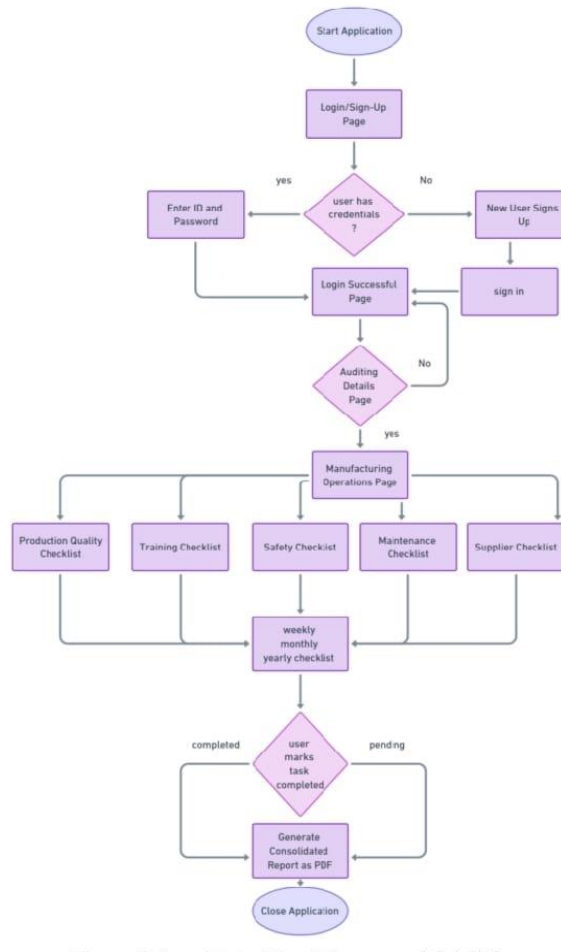 Start Application
Login/Sign-Up
Page
yes
No
user has
credentials
?
Enter ID and
Password
New User Signs
Up
Login Successful
Page
sign in
Auditing
Details
Page
No
yes
Manufacturing
Operations Page
Production Quality
Checklist
Training Checklist
Safety Checklist
Maintenance
Checklist
Supplier Checklist
weekly
monthly
yearly checklist
completed
user
marks
task
completed
pending
Generate
Consolidated
Report as PDF
Close Application